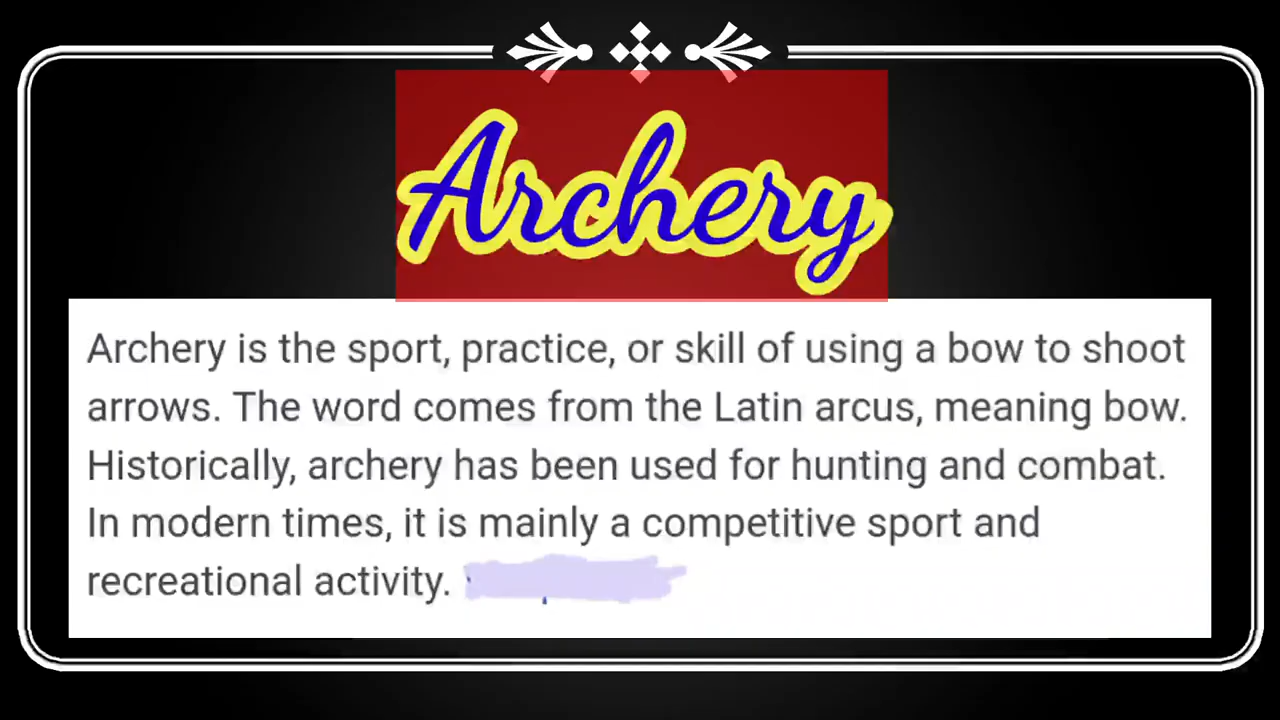 Archery
Archery is the sport, practice, or skill of using a bow to shoot
arrows. The word comes from the Latin arcus, meaning bow.
Historically, archery has been used for hunting and combat.
In modern times, it is mainly a competitive sport and
recreational activity.